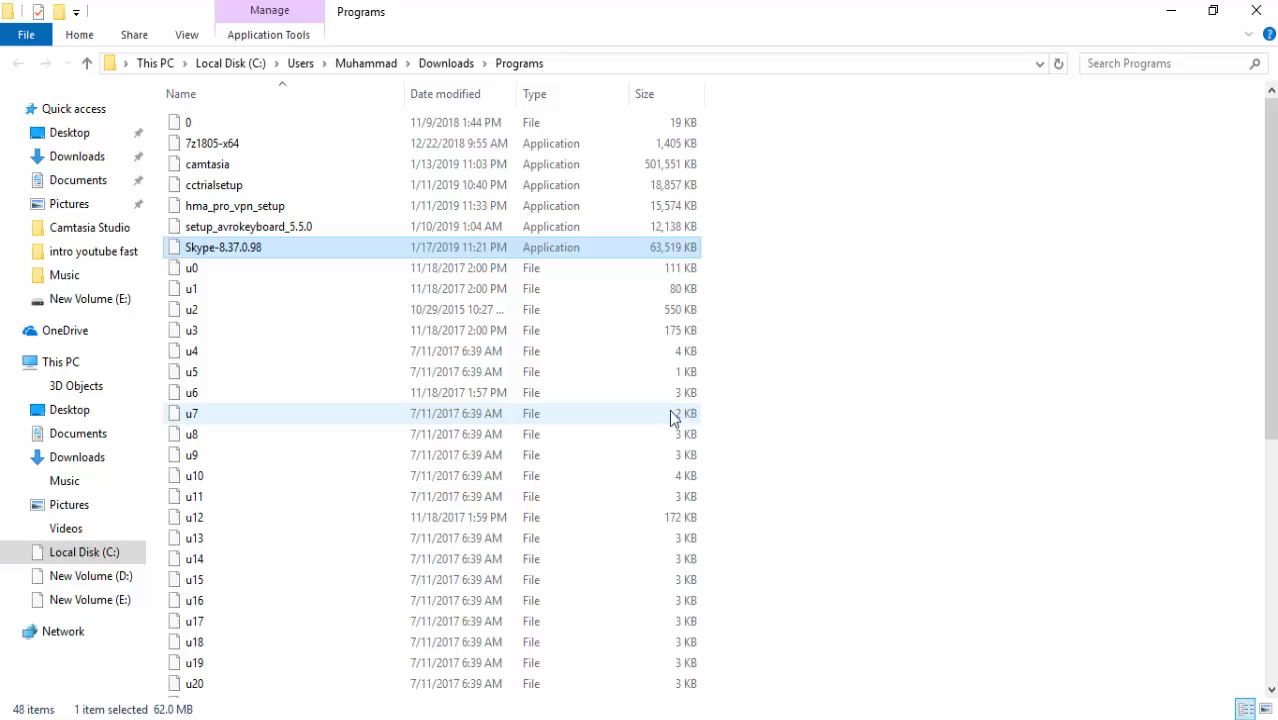 Manage Programs
File Home Share View Application Tools
This PC Local Disk (C:) Users Muhammad Downloads Programs Search Programs
Name Date modified Type Size
Quick access
Desktop
Downloads
Documents
Pictures
Camtasia Studio
intro youtube fast
Music
New Volume (E:)
OneDrive
This PC
3D Objects
Desktop
Documents
Downloads
Music
Pictures
Videos
Local Disk (C:)
New Volume (D:)
New Volume (E:)
Network
0 11/9/2018 1:44 PM File 19 KB
7z1805-x64 12/22/2018 9:55 AM Application 1,405 KB
camtasia 1/13/2019 11:03 PM Application 501,551 KB
cctrialsetup 1/11/2019 10:40 PM Application 18,857 KB
hma_pro_vpn_setup 1/11/2019 11:33 PM Application 15,574 KB
setup_avrokeyboard_5.5.0 1/10/2019 1:04 AM Application 12,138 KB
Skype-8.37.0.98 1/17/2019 11:21 PM Application 63,519 KB
u0 11/18/2017 2:00 PM File 111 KB
u1 11/18/2017 2:00 PM File 80 KB
u2 10/29/2015 10:27 ... File 550 KB
u3 11/18/2017 2:00 PM File 175 KB
u4 7/11/2017 6:39 AM File 4 KB
u5 7/11/2017 6:39 AM File 1 KB
u6 11/18/2017 1:57 PM File 3 KB
u7 7/11/2017 6:39 AM File 2 KB
u8 7/11/2017 6:39 AM File 3 KB
u9 7/11/2017 6:39 AM File 3 KB
u10 7/11/2017 6:39 AM File 4 KB
u11 7/11/2017 6:39 AM File 3 KB
u12 11/18/2017 1:59 PM File 172 KB
u13 7/11/2017 6:39 AM File 3 KB
u14 7/11/2017 6:39 AM File 3 KB
u15 7/11/2017 6:39 AM File 3 KB
u16 7/11/2017 6:39 AM File 3 KB
u17 7/11/2017 6:39 AM File 3 KB
u18 7/11/2017 6:39 AM File 3 KB
u19 7/11/2017 6:39 AM File 3 KB
u20 7/11/2017 6:39 AM File 3 KB
48 items 1 item selected 62.0 MB